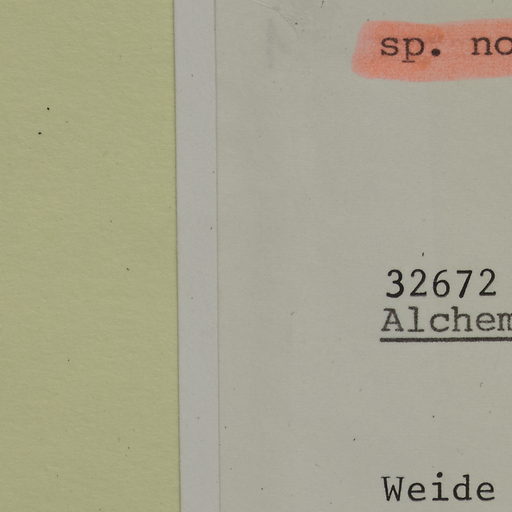 sp. no
32672
Alchem
Weide